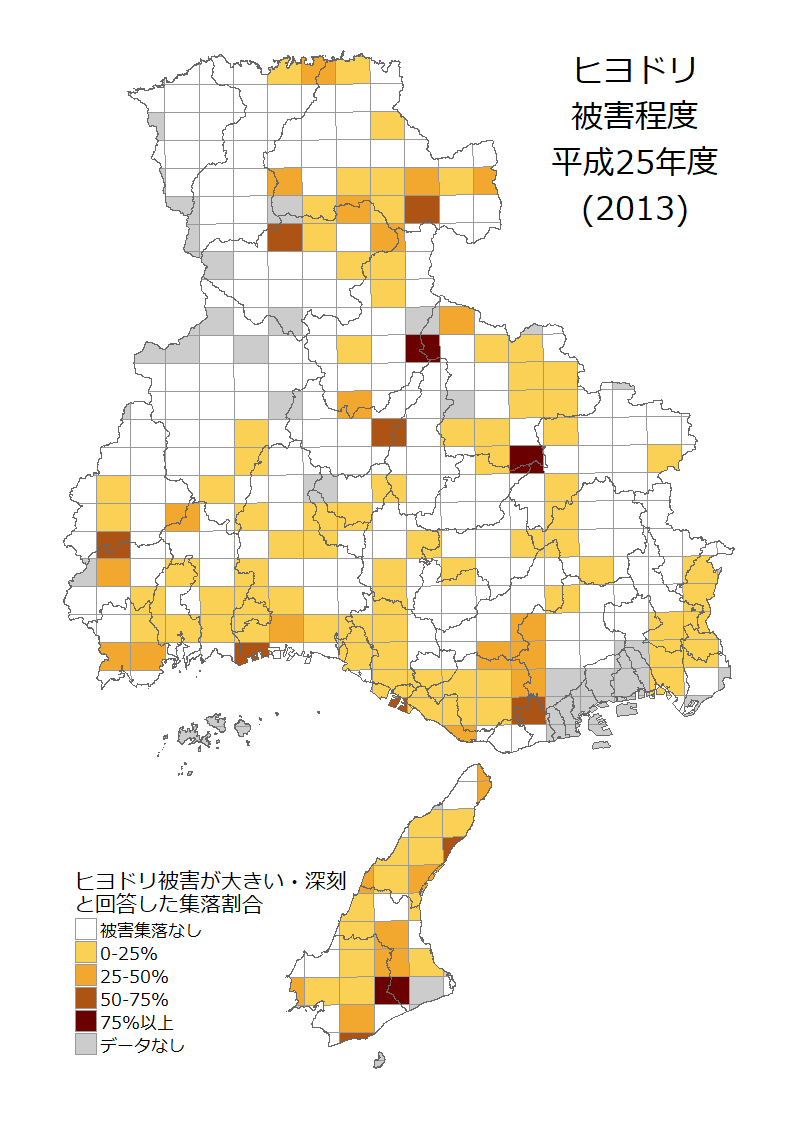 ヒヨドリ
被害程度
平成25年度
(2013)
ヒヨドリ被害が大きい・深刻
と回答した集落割合
被害集落なし
0-25%
25-50%
50-75%
75%以上
データなし